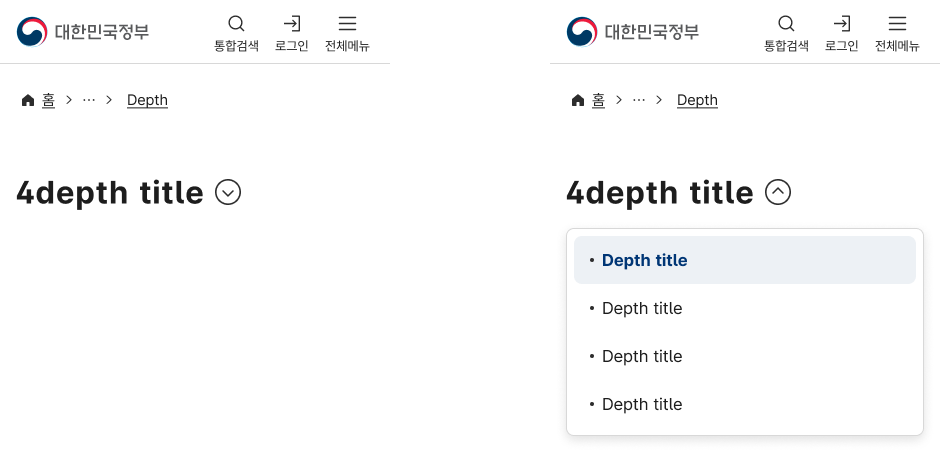 대한민국정부
통합검색 로그인 전체메뉴
홈 > ··· > Depth
4depth title
대한민국정부
통합검색 로그인 전체메뉴
홈 > ··· > Depth
4depth title
• Depth title
• Depth title
• Depth title
• Depth title